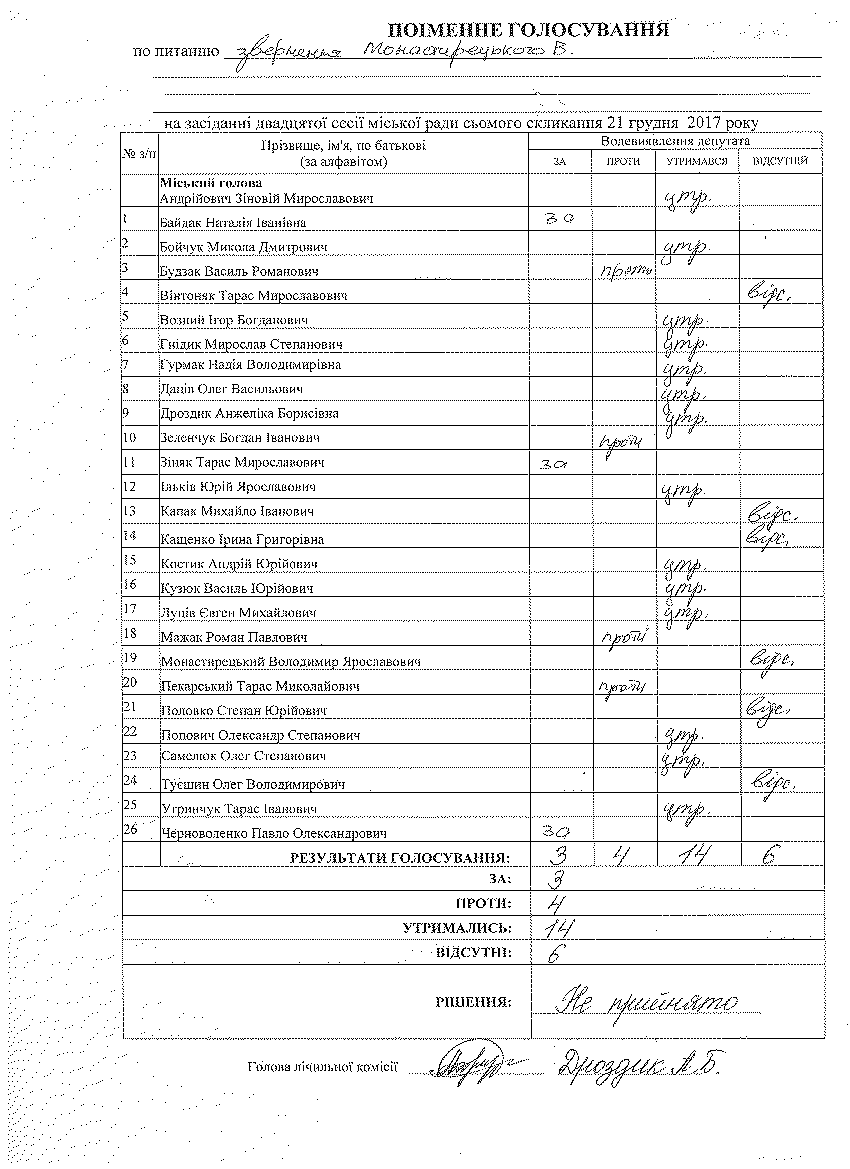 ПОІМЕННЕ ГОЛОСУВАННЯ
по питанню звернення Монастирецького В.
на засіданні двадцятої сесії міської ради сьомого скликання 21 грудня 2017 року
№ з/п Прізвище, ім'я, по батькові (за алфавітом) Волевиявлення депутата
ЗА ПРОТИ УТРИМАВСЯ ВІДСУТНІЙ
Міський голова
Андрійович Зіновій Мирославович утр.
1 Байдак Наталія Іванівна за
2 Бойчук Микола Дмитрович утр.
3 Будзак Василь Романович проти
4 Вінтоняк Тарас Мирославович відс.
5 Возний Ігор Богданович утр.
6 Гнідик Мирослав Степанович утр.
7 Гурмак Надія Володимирівна утр.
8 Даців Олег Васильович утр.
9 Дроздик Анжеліка Борисівна утр.
10 Зеленчук Богдан Іванович проти
11 Зіняк Тарас Мирославович за
12 Ільків Юрій Ярославович утр.
13 Капак Михайло Іванович відс.
14 Кащенко Ірина Григорівна відс.
15 Костик Андрій Юрійович утр.
16 Кузюк Василь Юрійович утр.
17 Луців Євген Михайлович утр.
18 Мажак Роман Павлович проти
19 Монастирецький Володимир Ярославович відс.
20 Пекарський Тарас Миколайович проти
21 Половко Степан Юрійович відс.
22 Попович Олександр Степанович утр.
23 Самелюк Олег Степанович утр.
24 Туєшин Олег Володимирович відс.
25 Угринчук Тарас Іванович утр.
26 Черноволенко Павло Олександрович за
РЕЗУЛЬТАТИ ГОЛОСУВАННЯ: 3 4 14 6
ЗА: 3
ПРОТИ: 4
УТРИМАЛИСЬ: 14
ВІДСУТНІ: 6
РІШЕННЯ: Не прийнято
Голова лічильної комісії Дроздик А.Б.